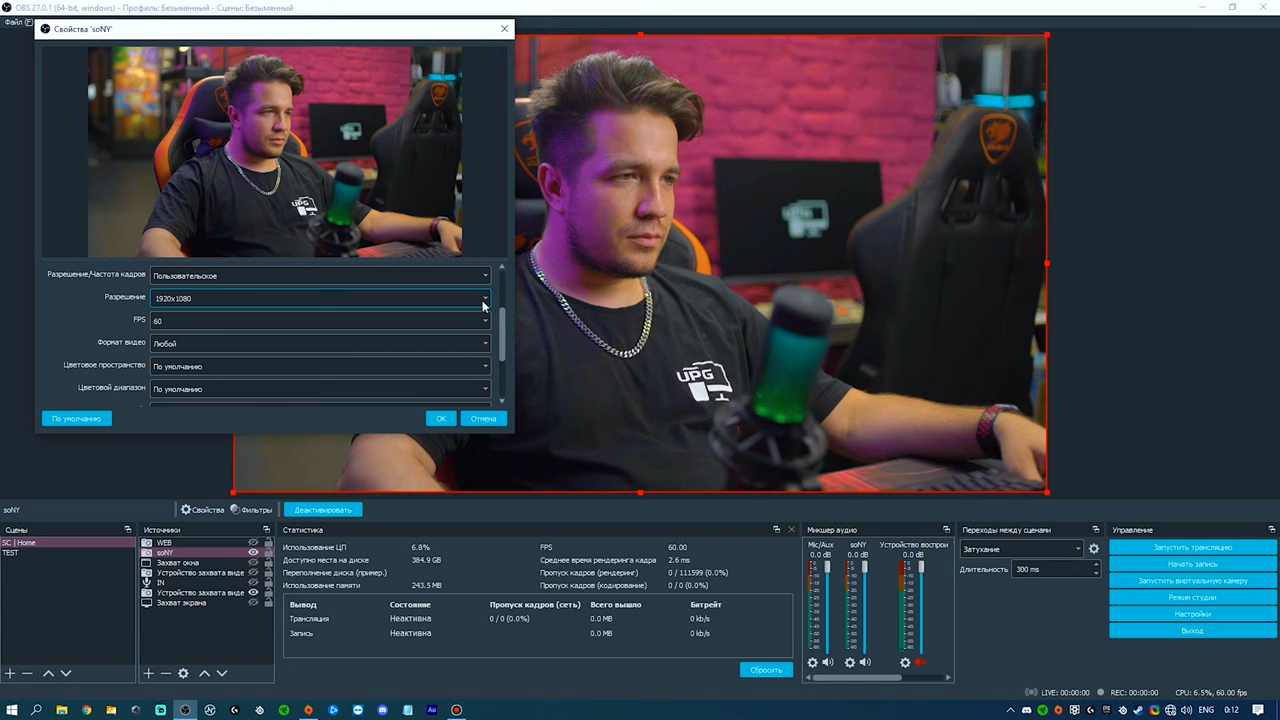 OBS 27.0.1 (64-bit, windows) - Профиль: Безымянный - Сцены: Безымянный
Файл (F)
Свойства 'soNY'
Разрешение/Частота кадров Пользовательское
Разрешение 1920x1080
FPS 60
Формат видео Любой
Цветовое пространство По умолчанию
Цветовой диапазон По умолчанию
По умолчанию OK Отмена
UPG
UPG
COUGAR
soNY Свойства Фильтры Деактивировать
Сцены
SC | Home
TEST
Источники
WEB
soNY
Захват окна
Устройство захвата виде
IN
Устройство захвата виде
Захват экрана
Статистика
Использование ЦП 6.8%
Доступно места на диске 384.9 GB
Переполнение диска (пример.)
Использование памяти 243.5 MB
FPS 60.00
Среднее время рендеринга кадра 2.6 ms
Пропуск кадров (рендеринг) 12 / 111599 (0.0%)
Пропуск кадров (кодирование) 0 / 0 (0.0%)
Вывод Состояние Пропуск кадров (сеть) Всего вышло Битрейт
Трансляция Неактивна 0 / 0 (0.0%) 0.0 MB 0 kb/s
Запись Неактивна 0.0 MB 0 kb/s
Сбросить
Микшер аудио
Mic/Aux soNY Устройство воспрои
0.0 dB 0.0 dB 0.0 dB
Переходы между сценами
Затухание
Длительность 300 ms
Управление
Запустить трансляцию
Начать запись
Запустить виртуальную камеру
Режим студии
Настройки
Выход
LIVE: 00:00:00 REC: 00:00:00 CPU: 6.5%, 60.00 fps
ENG 0:12